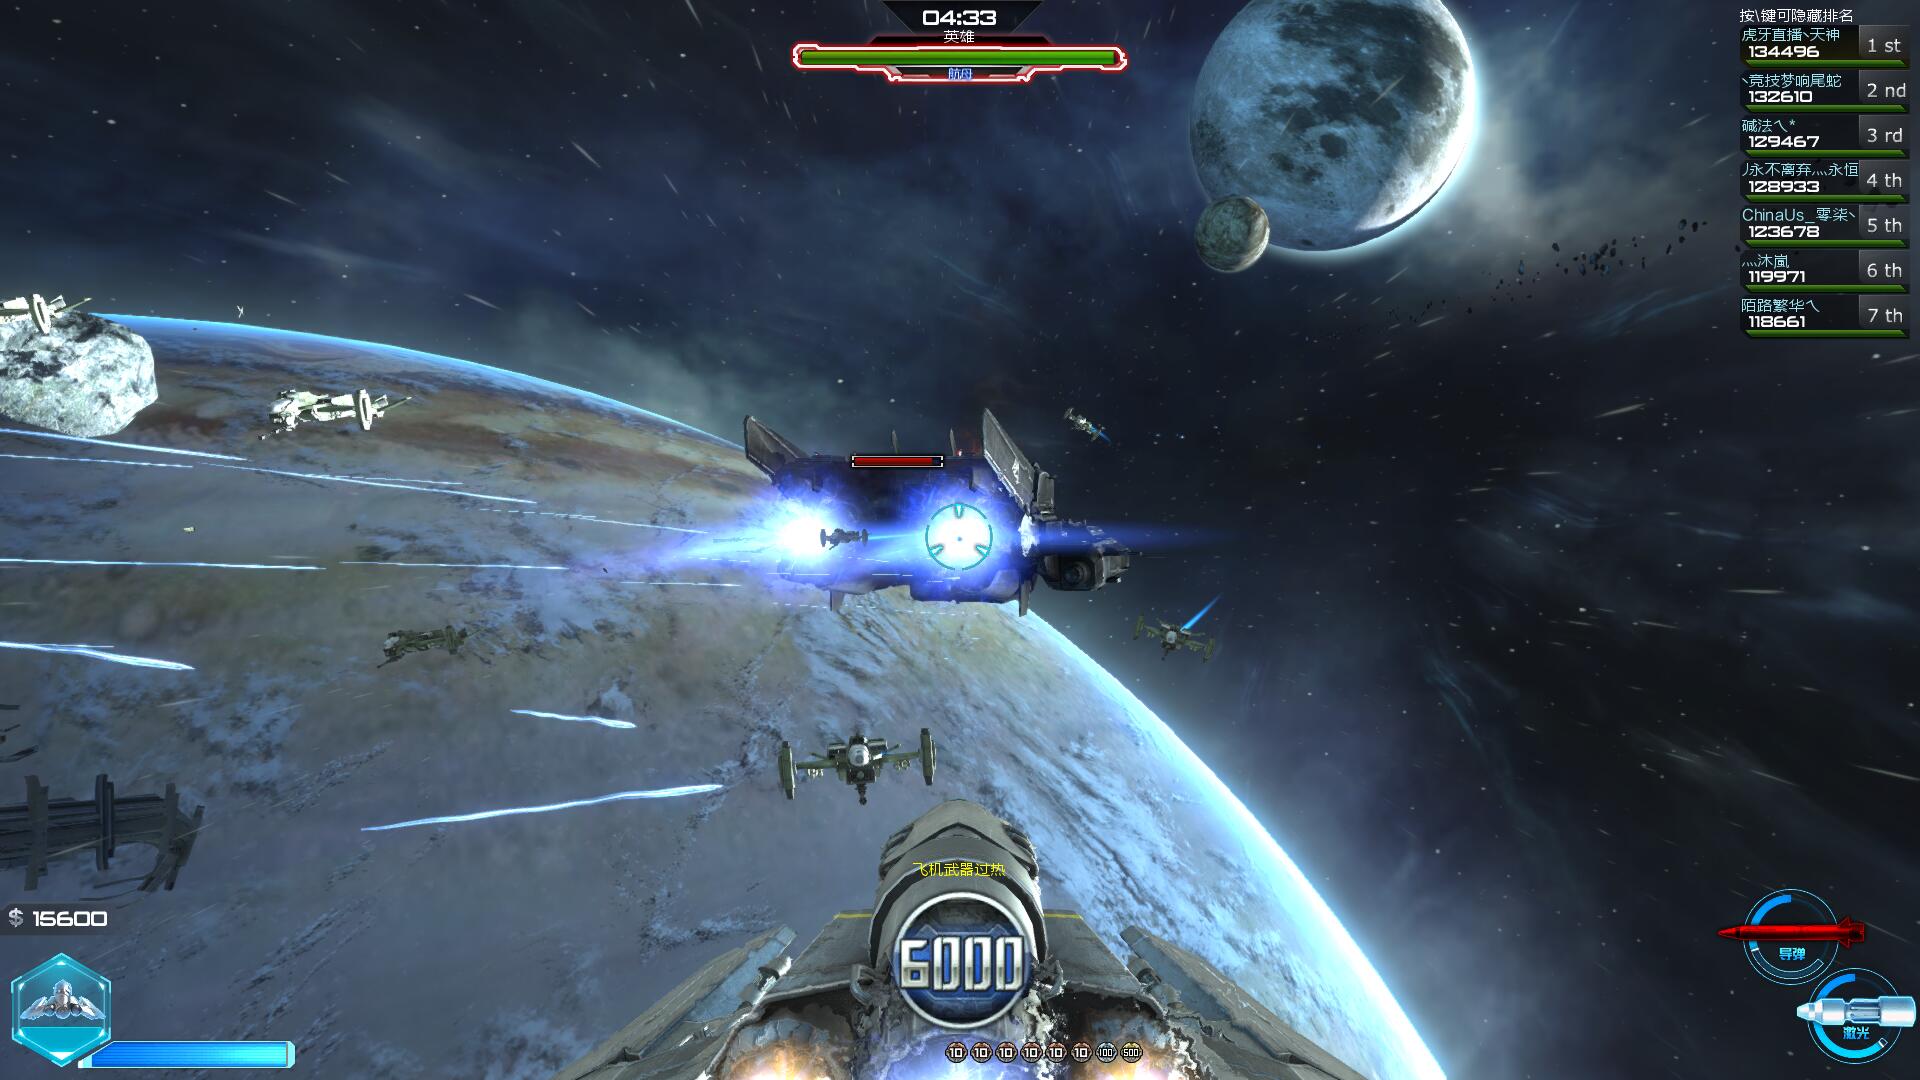 04:33
英雄
航母
按\键可隐藏排名
虎牙直播丶天神
134496
1 st
丶竞技梦响尾蛇
132610
2 nd
碱法乀*
129467
3 rd
丿永不离弃灬永恒
128933
4 th
ChinaUs_零柒丶
123678
5 th
灬沐嵐
119971
6 th
陌路繁华乀
118661
7 th
飞机武器过热
$ 15600
6000
导弹
激光
10 10 10 10 10 10 100 500